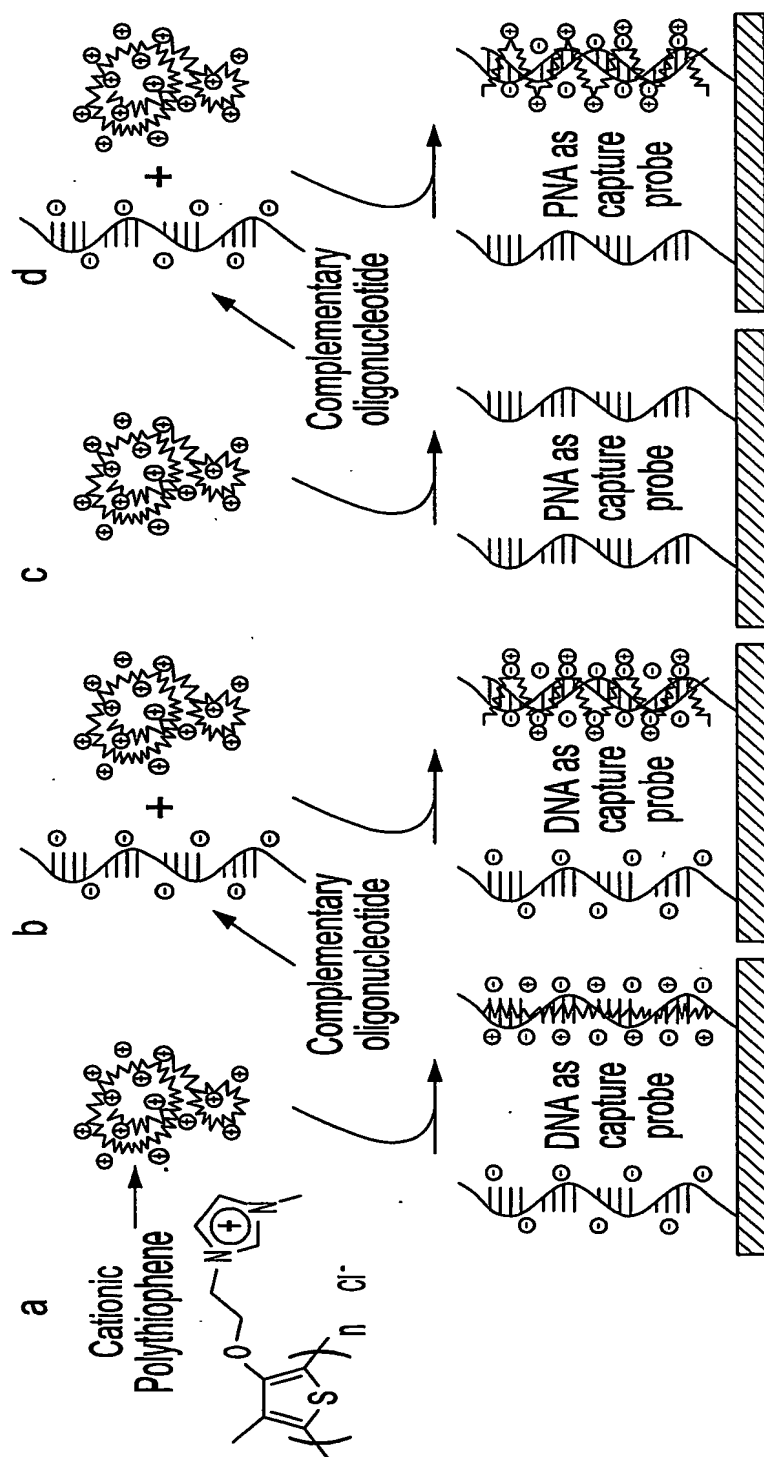 a
Cationic
Polythiophene
N
+
N
O
S
n
Cl-
DNA as
capture
probe
b
Complementary
oligonucleotide
+
DNA as
capture
probe
c
PNA as
capture
probe
d
Complementary
oligonucleotide
+
PNA as
capture
probe